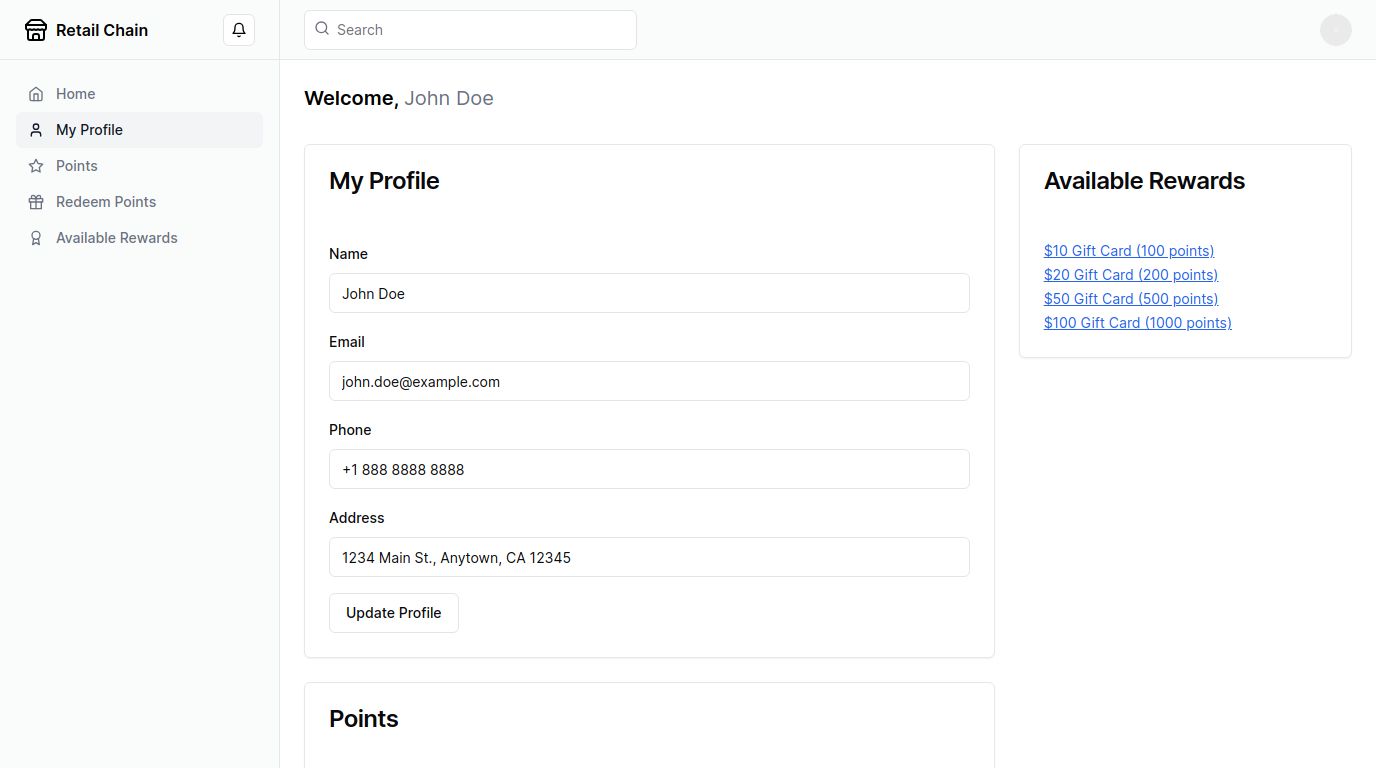 Retail Chain
Search
Home
My Profile
Points
Redeem Points
Available Rewards
Welcome, John Doe
My Profile
Name
John Doe
Email
john.doe@example.com
Phone
+1 888 8888 8888
Address
1234 Main St., Anytown, CA 12345
Update Profile
Points
Available Rewards
$10 Gift Card (100 points)
$20 Gift Card (200 points)
$50 Gift Card (500 points)
$100 Gift Card (1000 points)